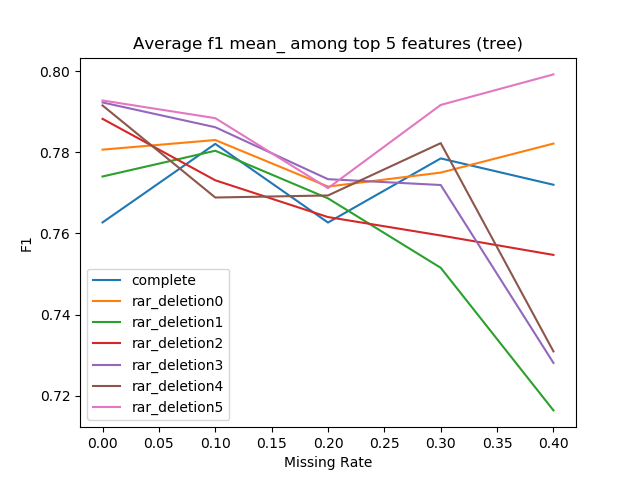 Average f1 mean_ among top 5 features (tree)
F1
0.80
0.78
0.76
0.74
0.72
complete
rar_deletion0
rar_deletion1
rar_deletion2
rar_deletion3
rar_deletion4
rar_deletion5
0.00 0.05 0.10 0.15 0.20 0.25 0.30 0.35 0.40
Missing Rate